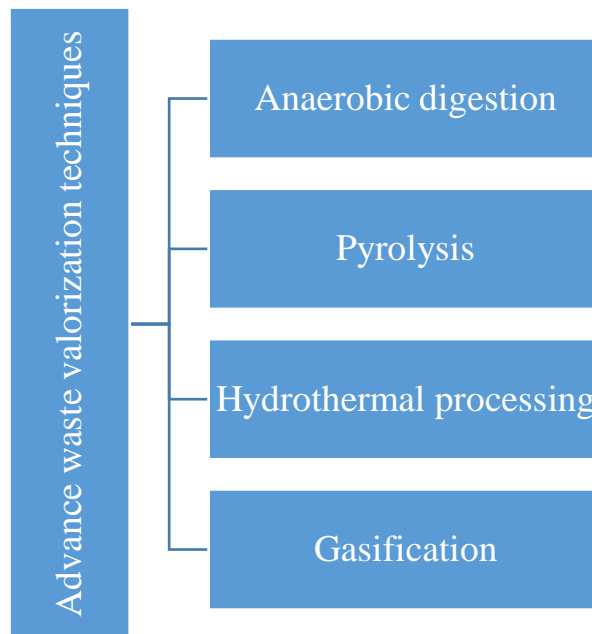 Advance waste valorization techniques
Anaerobic digestion
Pyrolysis
Hydrothermal processing
Gasification